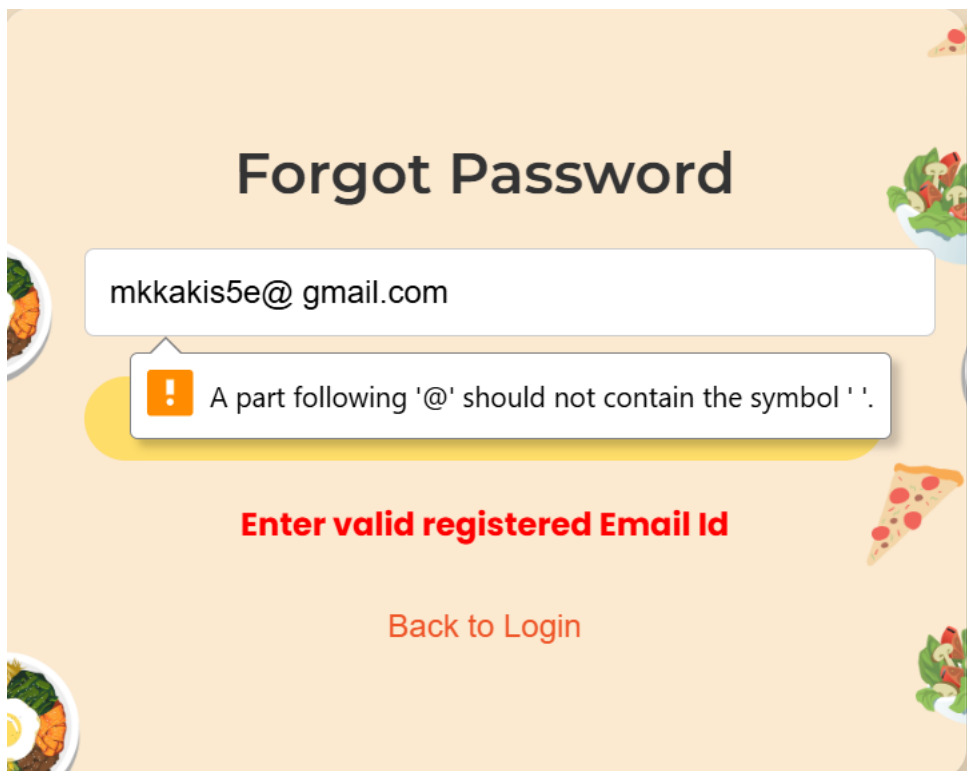 Forgot Password
mkkakis5e@ gmail.com
A part following '@' should not contain the symbol ' '.
Enter valid registered Email Id
Back to Login